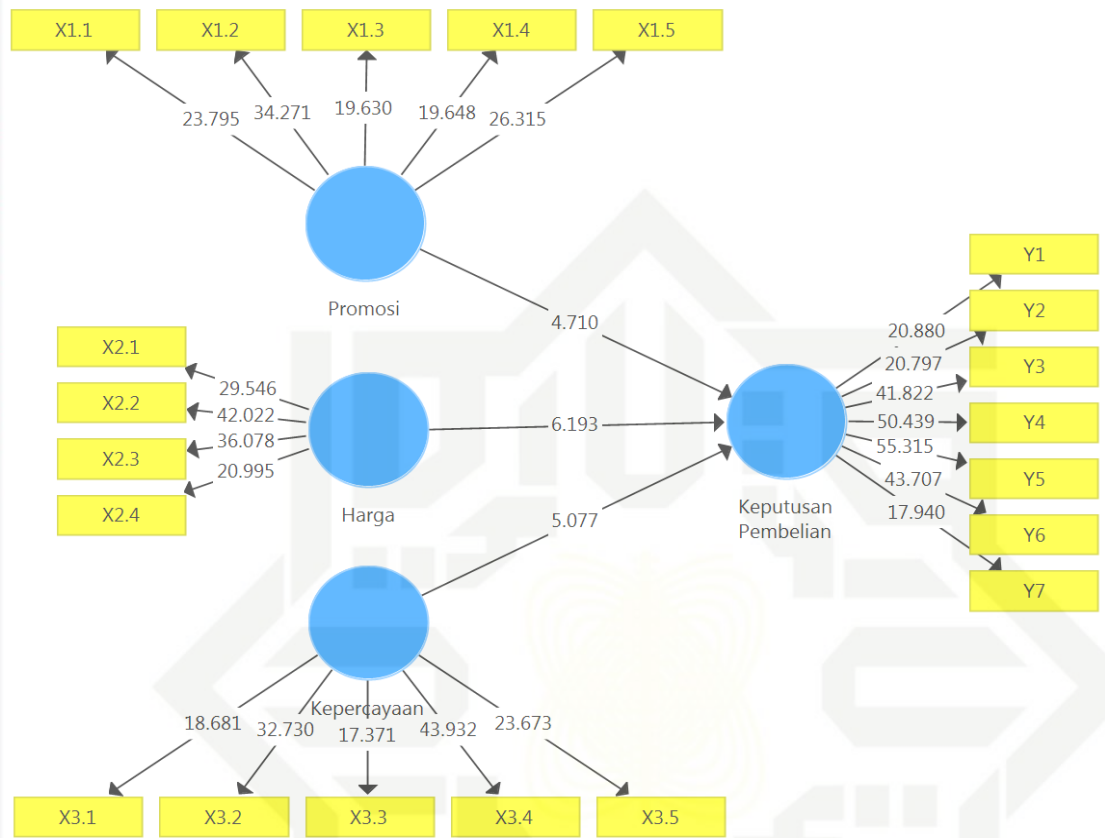 X1.1
X1.2
X1.3
X1.4
X1.5
23.795
34.271
19.630
19.648
26.315
Promosi
4.710
X2.1
X2.2
X2.3
X2.4
29.546
42.022
36.078
20.995
Harga
6.193
Keputusan
Pembelian
Y1
Y2
Y3
Y4
Y5
Y6
Y7
20.880
20.797
41.822
50.439
55.315
43.707
17.940
5.077
Kepercayaan
18.681
32.730
17.371
43.932
23.673
X3.1
X3.2
X3.3
X3.4
X3.5